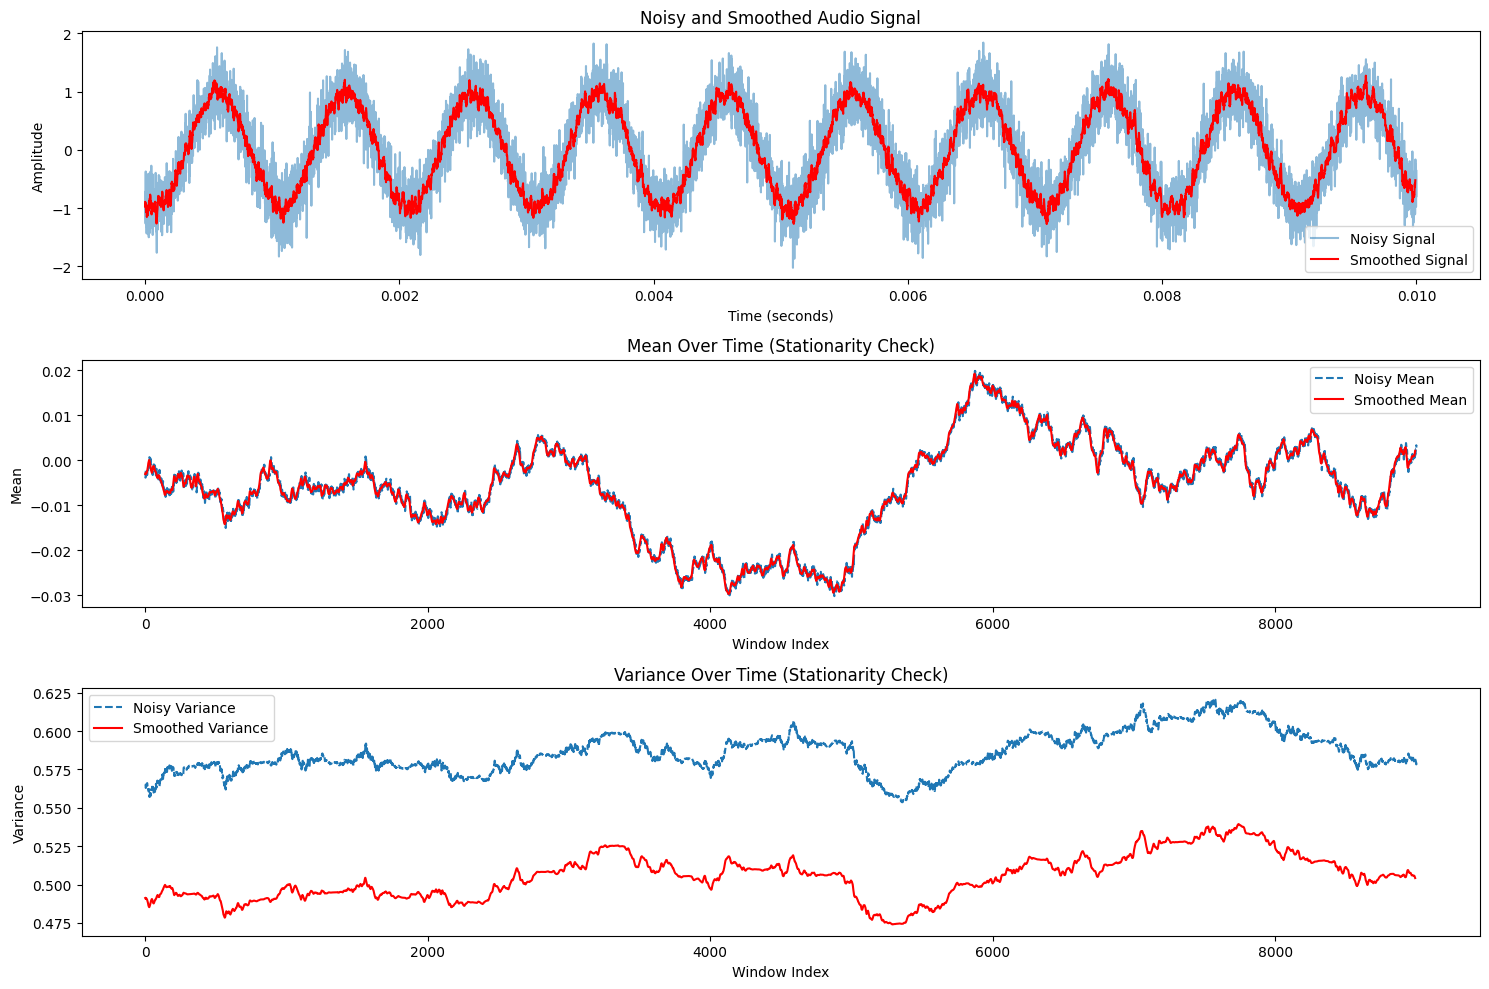 Noisy and Smoothed Audio Signal
2
1
0
−1
−2
Amplitude
Noisy Signal
Smoothed Signal
0.000 0.002 0.004 0.006 0.008 0.010
Time (seconds)
Mean Over Time (Stationarity Check)
0.02
0.01
0.00
−0.01
−0.02
−0.03
Mean
Noisy Mean
Smoothed Mean
0 2000 4000 6000 8000
Window Index
Variance Over Time (Stationarity Check)
0.625
0.600
0.575
0.550
0.525
0.500
0.475
Variance
Noisy Variance
Smoothed Variance
0 2000 4000 6000 8000
Window Index